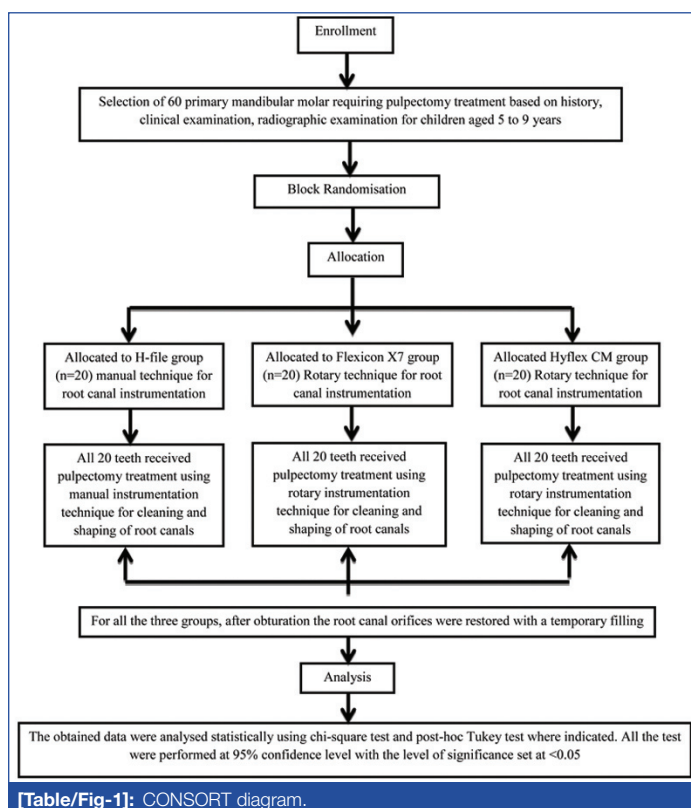 Enrollment
Selection of 60 primary mandibular molar requiring pulpectomy treatment based on history,
clinical examination, radiographic examination for children aged 5 to 9 years
Block Randomisation
Allocation
Allocated to H-file group
(n=20) manual technique for
root canal instrumentation
Allocated to Flexicon X7 group
(n=20) Rotary technique for root
canal instrumentation
Allocated Hyflex CM group
(n=20) Rotary technique for
root canal instrumentation
All 20 teeth received
pulpectomy treatment using
manual instrumentation
technique for cleaning and
shaping of root canals
All 20 teeth received
pulpectomy treatment using
rotary instrumentation
technique for cleaning and
shaping of root canals
All 20 teeth received
pulpectomy treatment using
rotary instrumentation
technique for cleaning and
shaping of root canals
For all the three groups, after obturation the root canal orifices were restored with a temporary filling
Analysis
The obtained data were analysed statistically using chi-square test and post-hoc Tukey test where indicated. All the test
were performed at 95% confidence level with the level of significance set at <0.05
[Table/Fig-1]: CONSORT diagram.